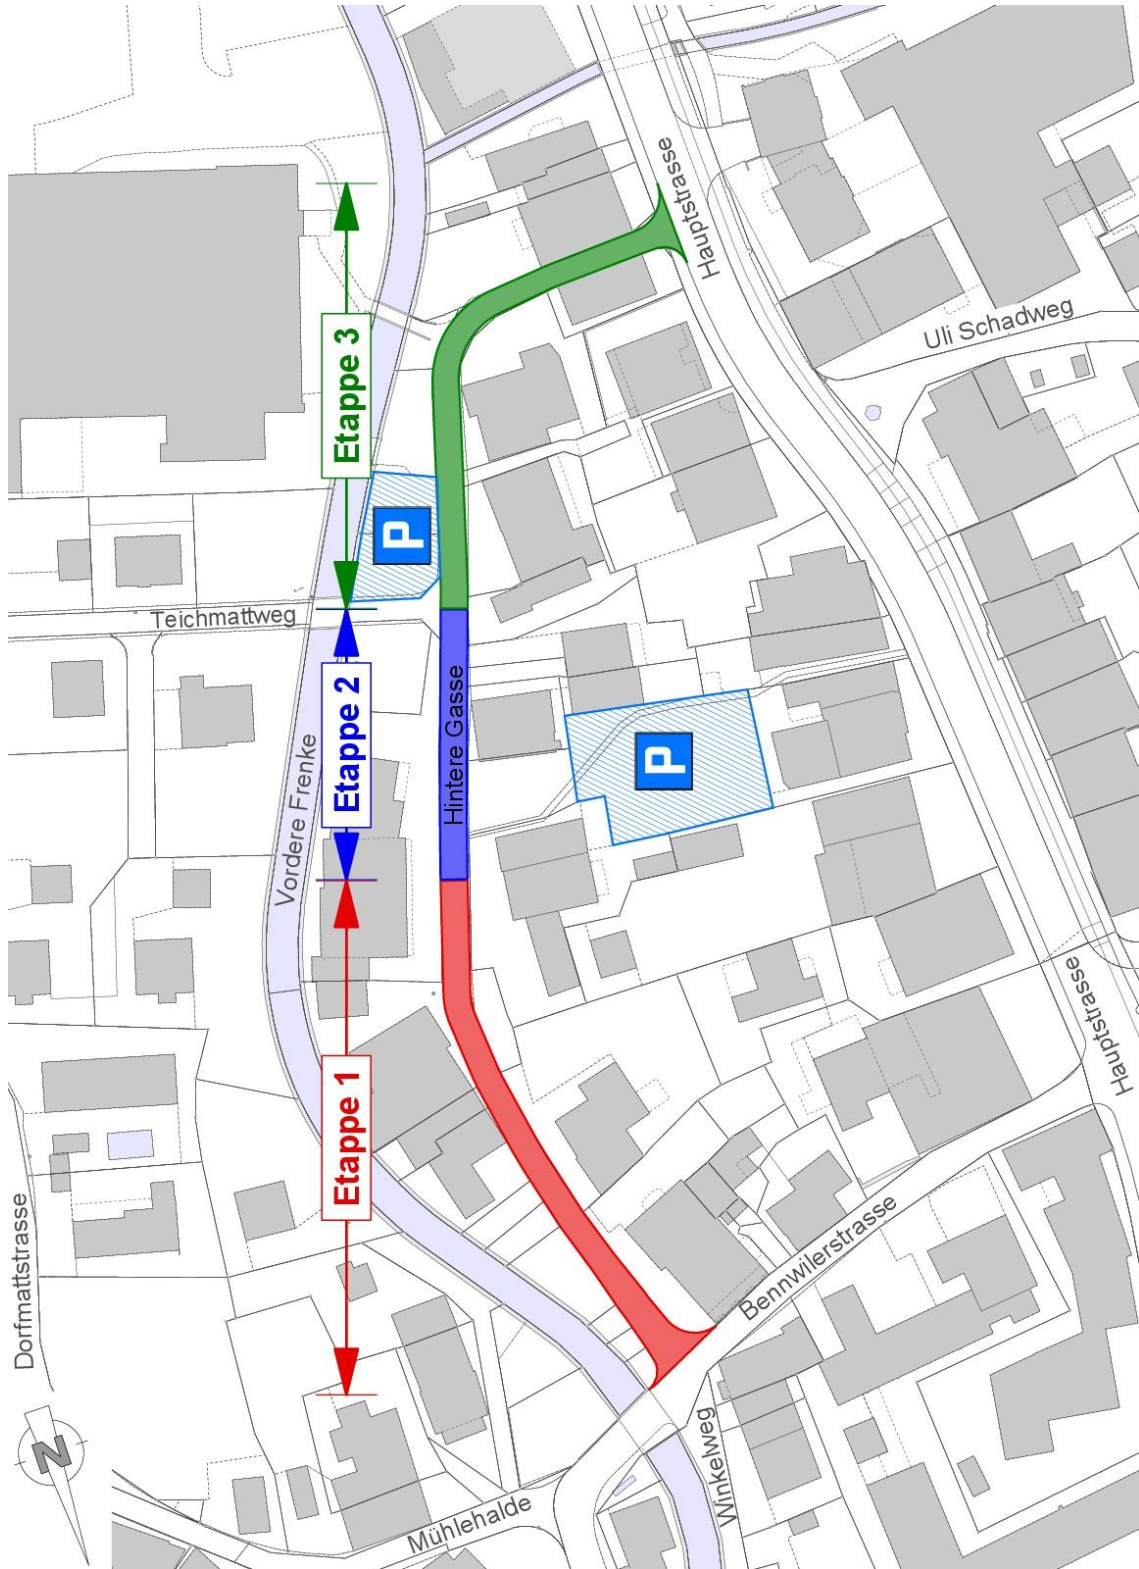 Hauptstrasse
Uli Schadweg
Etappe 3
P
Teichmattweg
Etappe 2
Hintere Gasse
Vordere Frenke
P
Hauptstrasse
Etappe 1
Bennwilerstrasse
Dorfmattstrasse
Winkelweg
N
Mühlehalde